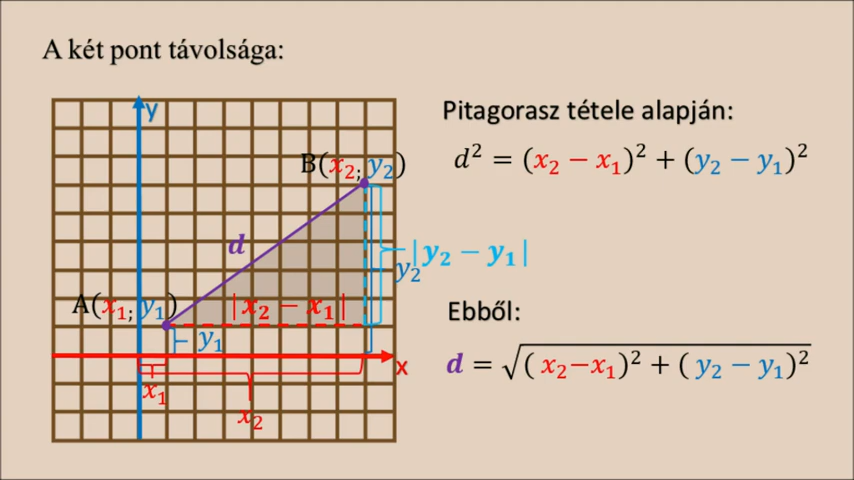 A két pont távolsága:
Pitagorasz tétele alapján:
d² = (x₂ − x₁)² + (y₂ − y₁)²
y
B(x₂; y₂)
d
|y₂ − y₁|
y₂
A(x₁; y₁)
|x₂ − x₁|
y₁
x
x₁
x₂
Ebből:
d = √( x₂−x₁)² + ( y₂ − y₁)²